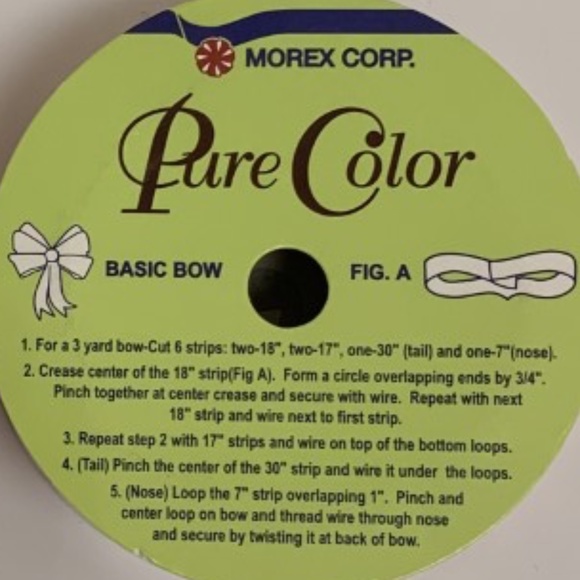 MOREX CORP.
Pure Color
BASIC BOW FIG. A
1. For a 3 yard bow-Cut 6 strips: two-18", two-17", one-30" (tail) and one-7"(nose).
2. Crease center of the 18" strip(Fig A). Form a circle overlapping ends by 3/4".
Pinch together at center crease and secure with wire. Repeat with next
18" strip and wire next to first strip.
3. Repeat step 2 with 17" strips and wire on top of the bottom loops.
4. (Tail) Pinch the center of the 30" strip and wire it under the loops.
5. (Nose) Loop the 7" strip overlapping 1". Pinch and
center loop on bow and thread wire through nose
and secure by twisting it at back of bow.